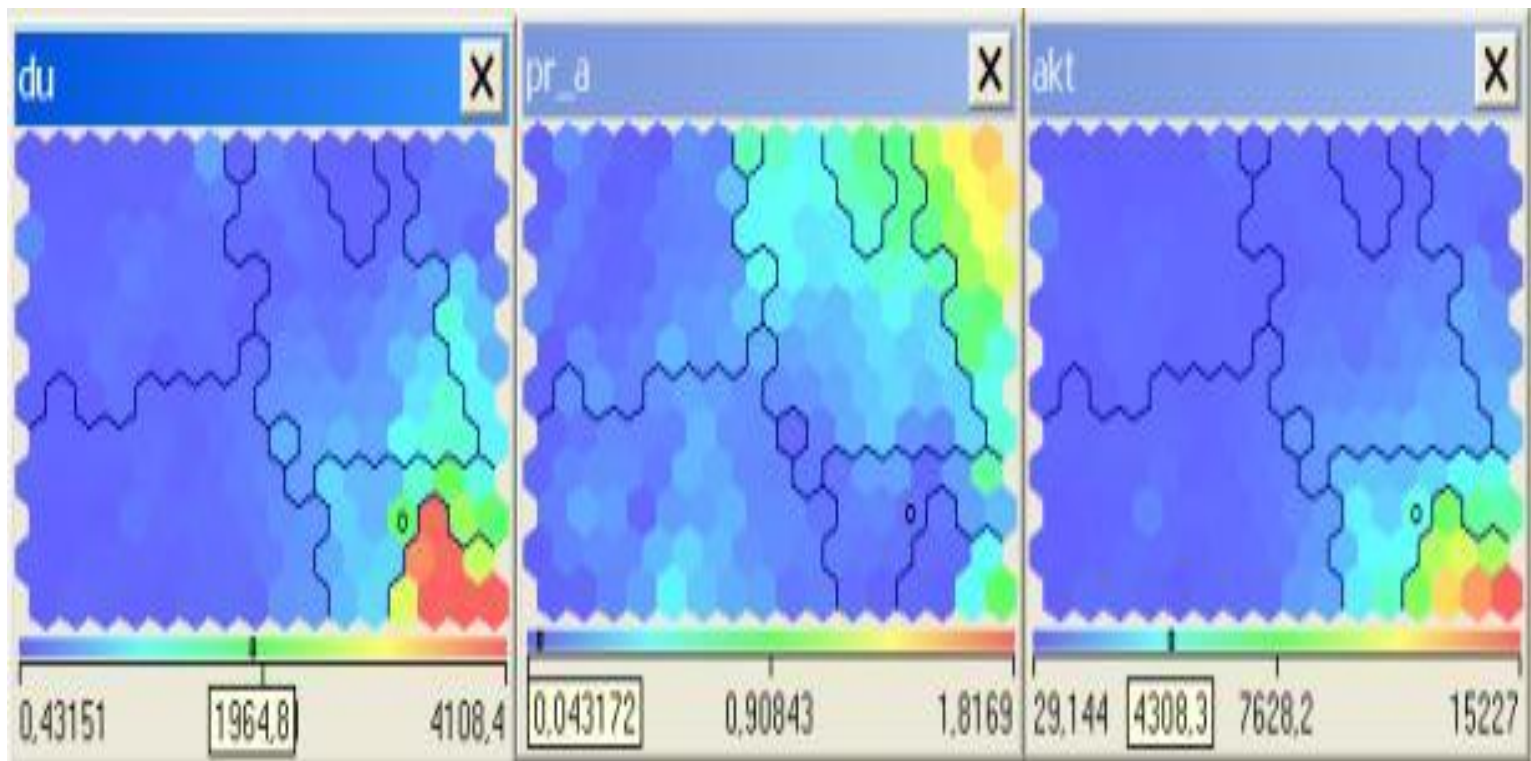 du X
pr_a X
akt X
0,43151 1964,8 4108,4
0,043172 0,90843 1,8169
29,144 4308,3 7628,2 15227